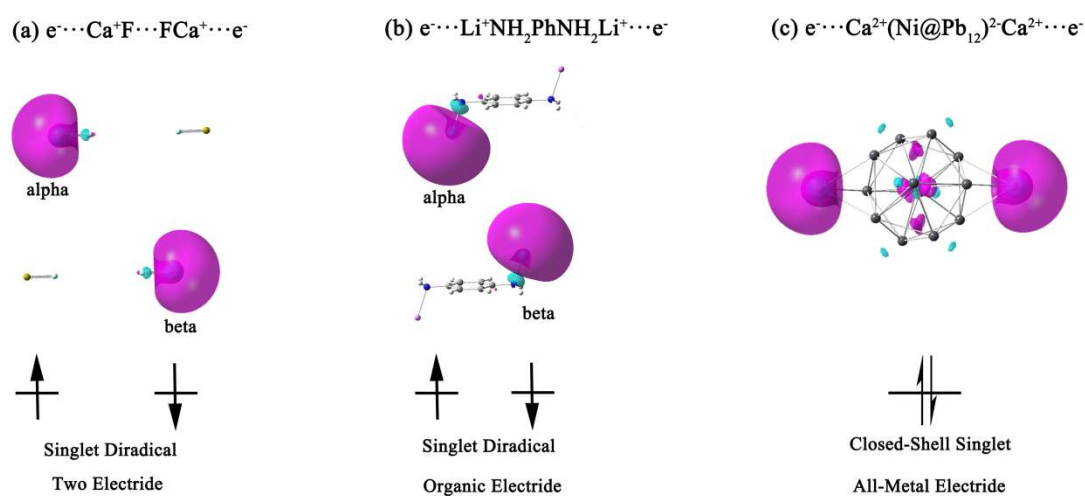 (a) e⁻···Ca⁺F···FCa⁺···e⁻
(b) e⁻···Li⁺NH₂PhNH₂Li⁺···e⁻
(c) e⁻···Ca²⁺(Ni@Pb₁₂)²⁻Ca²⁺···e⁻
alpha
beta
alpha
beta
Singlet Diradical
Two Electride
Singlet Diradical
Organic Electride
Closed-Shell Singlet
All-Metal Electride